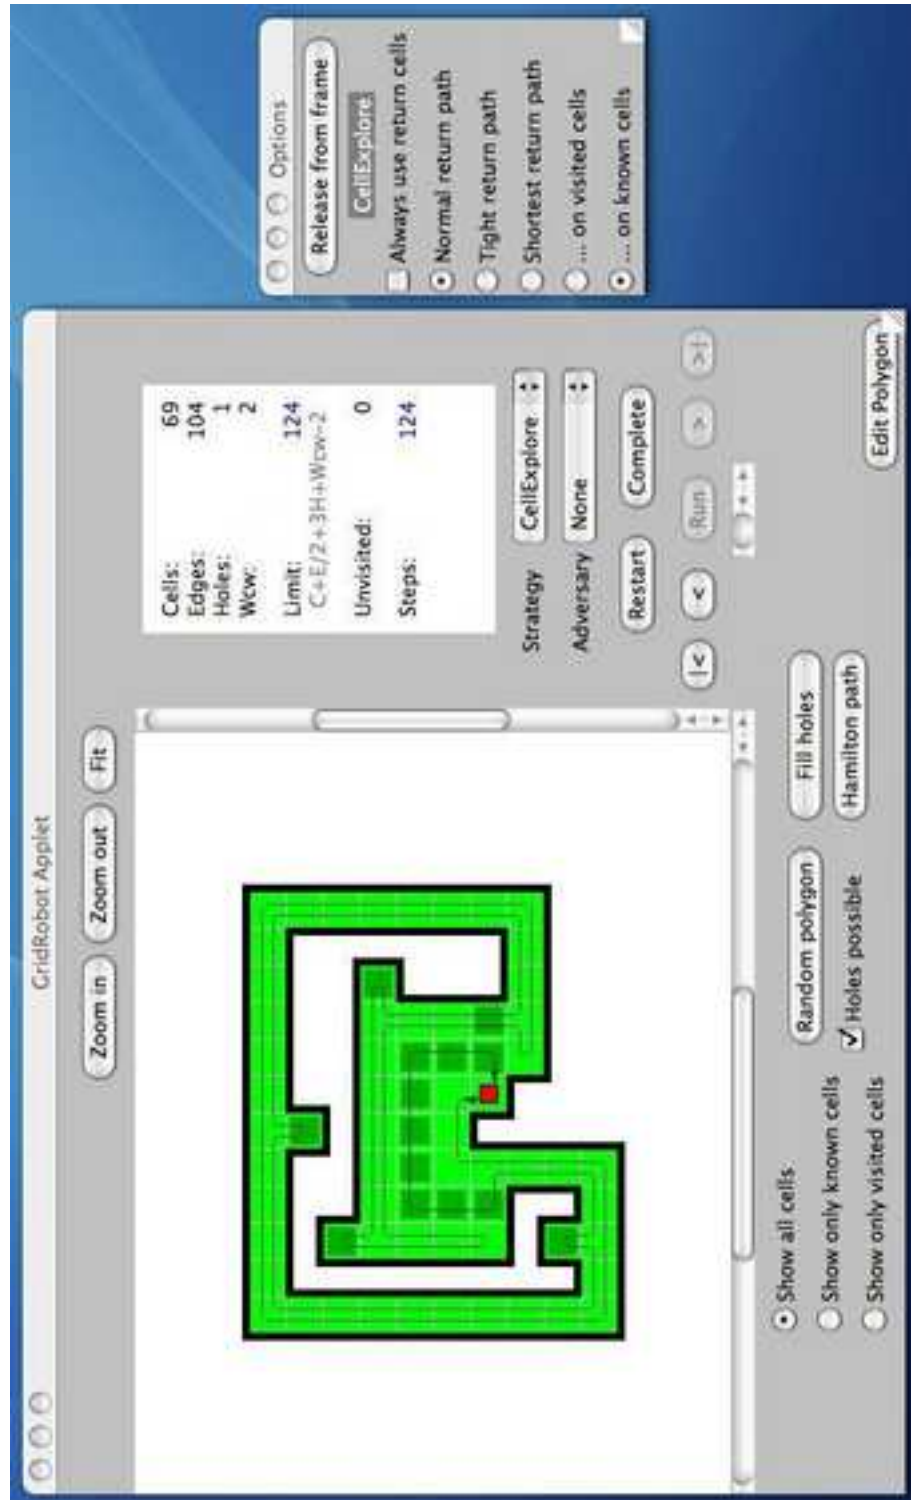 GridRobot Applet
Zoom in Zoom out Fit
Cells: 69
Edges: 104
Holes: 1
Wcw: 2
Limit: 124
C+E/2+3H+Wcw-2
Unvisited: 0
Steps: 124
Strategy CellExplore
Adversary None
Restart Complete
|< < Run > >|
Show all cells
Show only known cells
Show only visited cells
Random polygon
Holes possible
Fill holes
Hamilton path
Edit Polygon
Options
Release from frame
CellExplore
Always use return cells
Normal return path
Tight return path
Shortest return path
... on visited cells
... on known cells